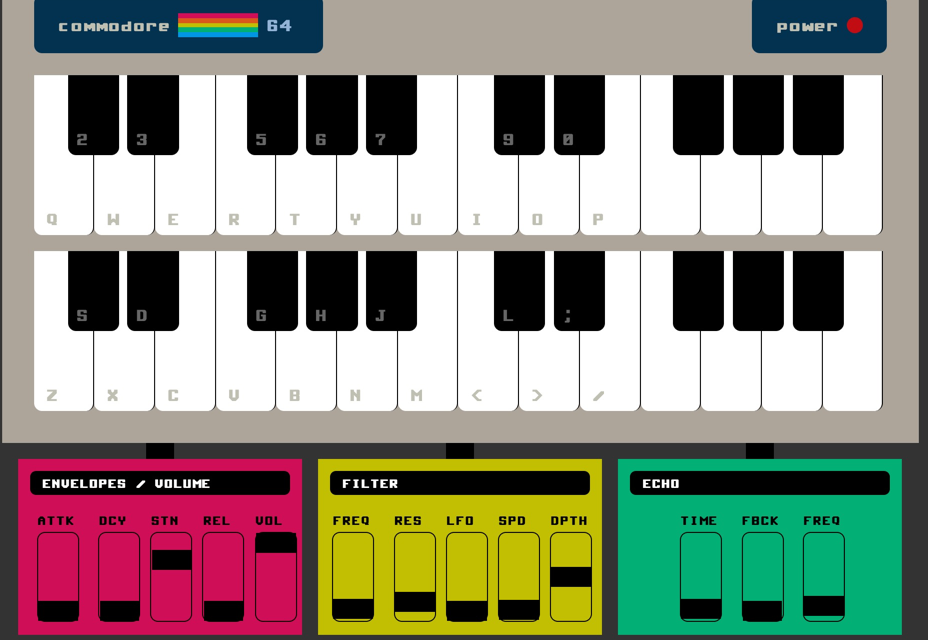 commodore 64 power
2 3 5 6 7 9 0
Q W E R T Y U I O P
S D G H J L ;
Z X C V B N M < > /
ENVELOPES / VOLUME FILTER ECHO
ATTK DCY STN REL VOL FREQ RES LFO SPD DPTH TIME FBCK FREQ